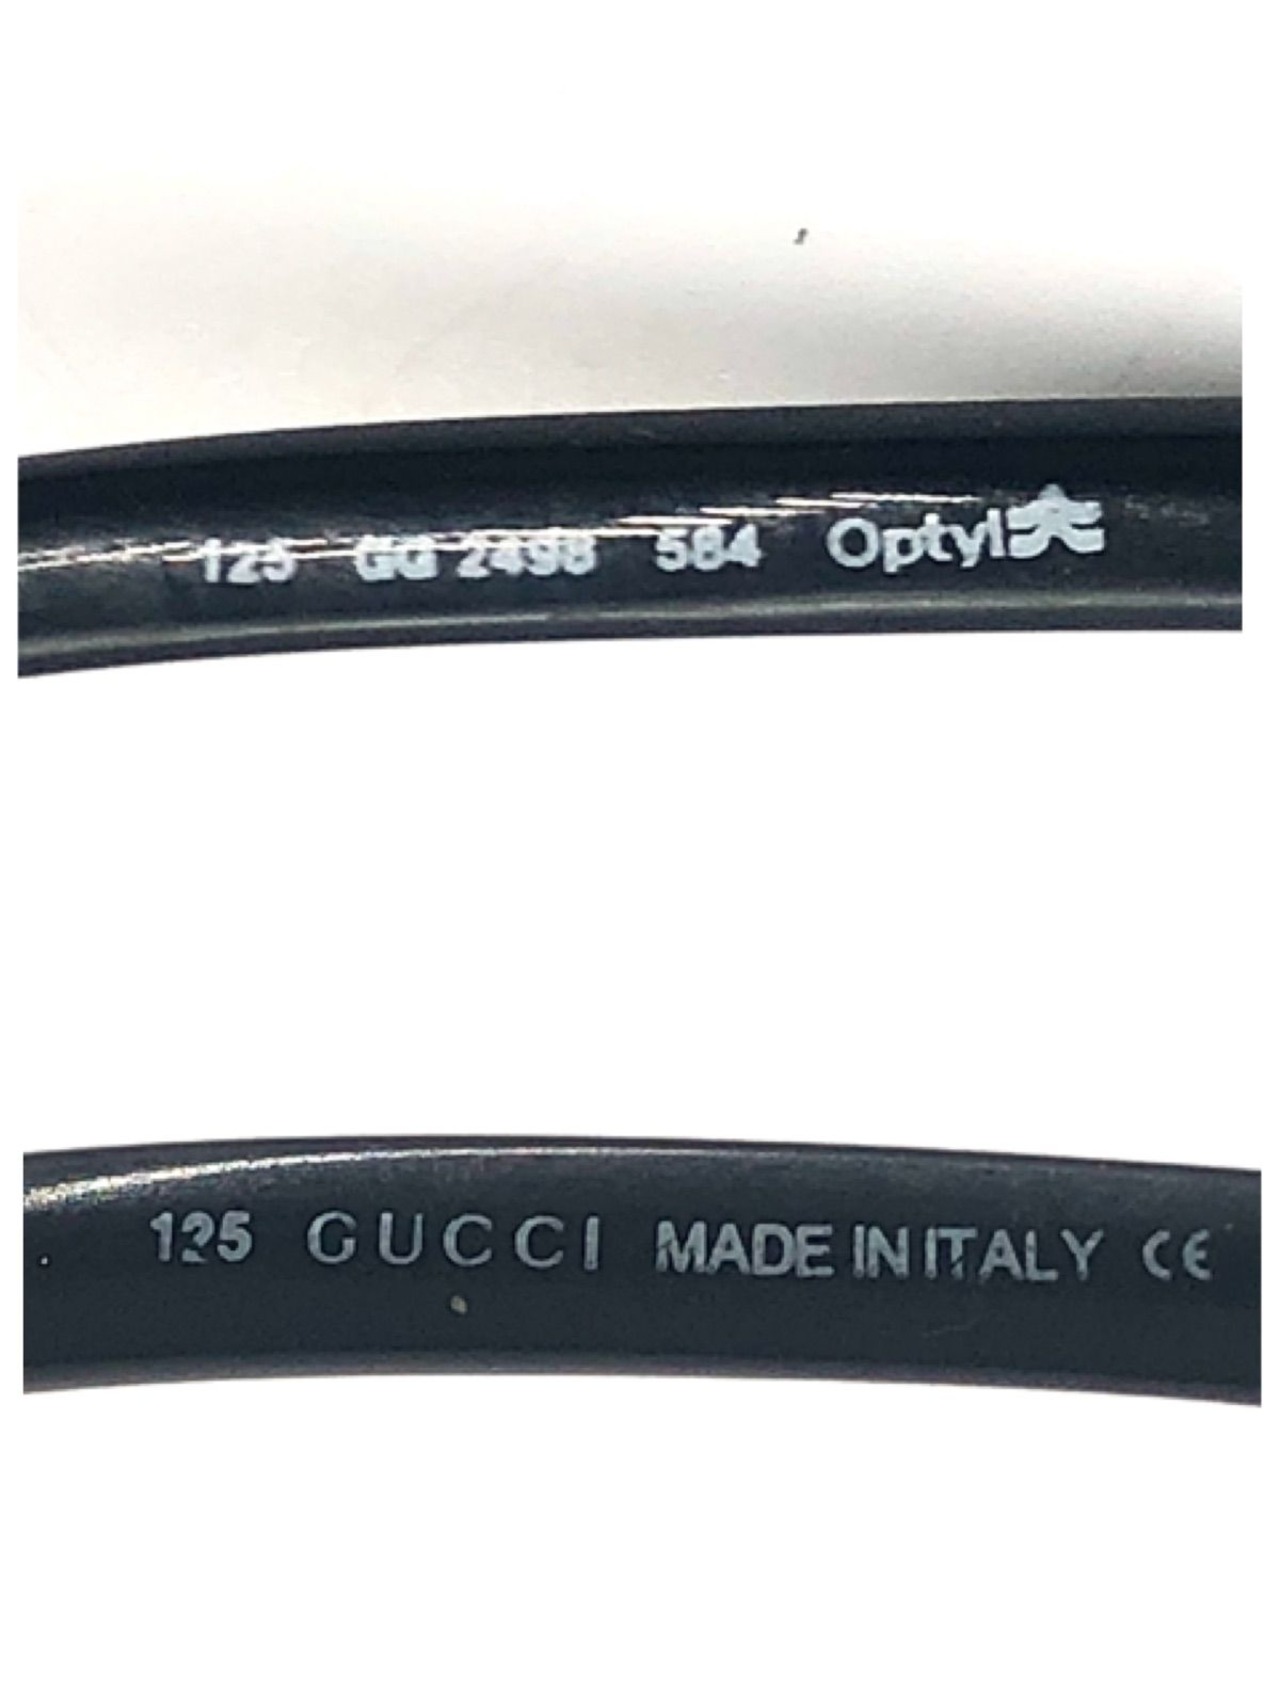 125 GG 2498 584 Optyl
125 GUCCI MADE IN ITALY CE